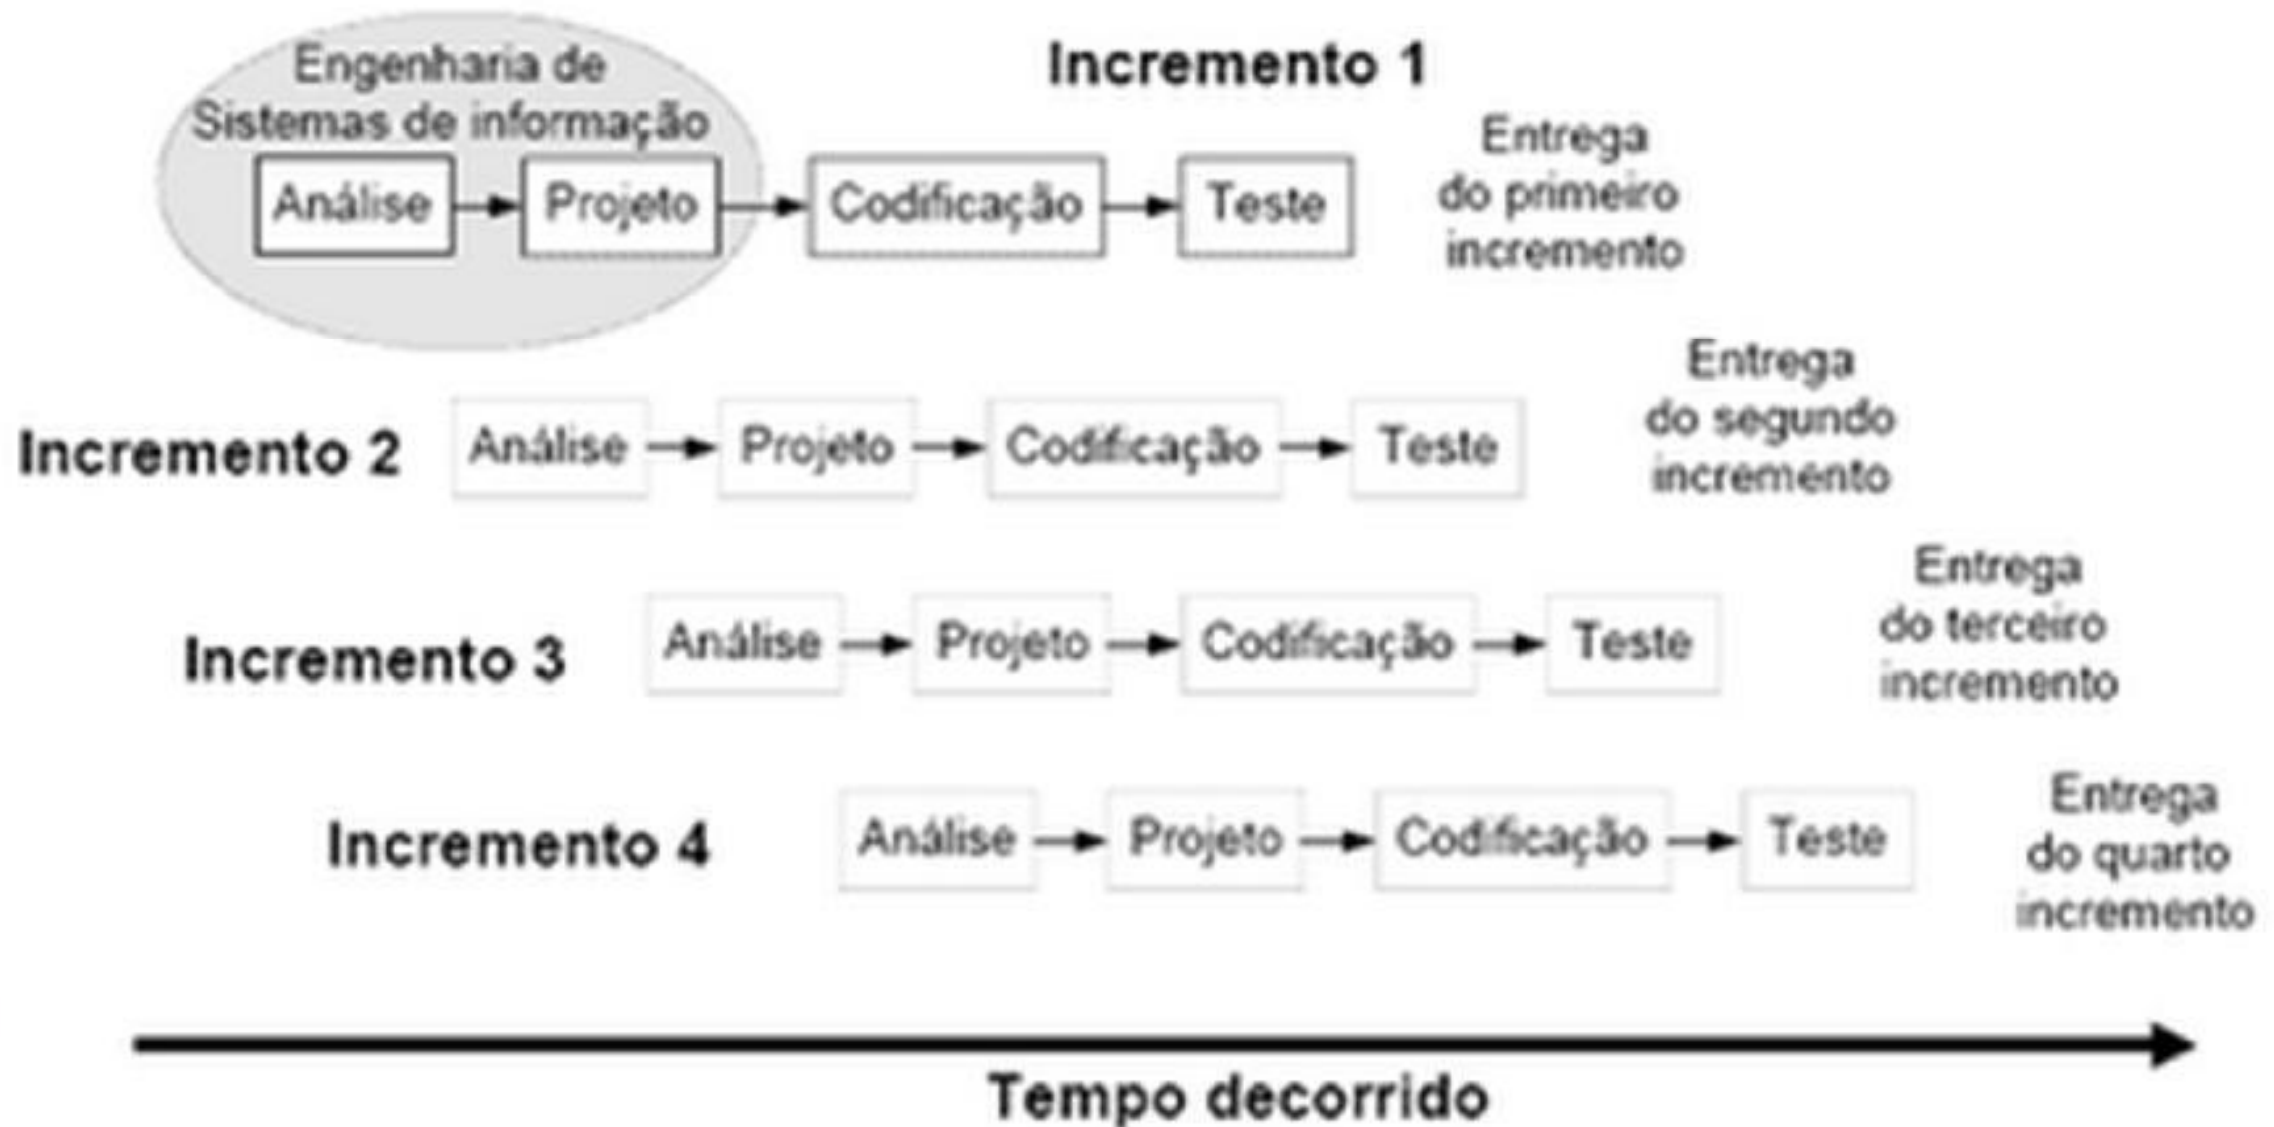 Engenharia de
Sistemas de informação
Incremento 1
Análise
Projeto
Codificação
Teste
Entrega
do primeiro
incremento
Incremento 2
Análise
Projeto
Codificação
Teste
Entrega
do segundo
incremento
Incremento 3
Análise
Projeto
Codificação
Teste
Entrega
do terceiro
incremento
Incremento 4
Análise
Projeto
Codificação
Teste
Entrega
do quarto
incremento
Tempo decorrido